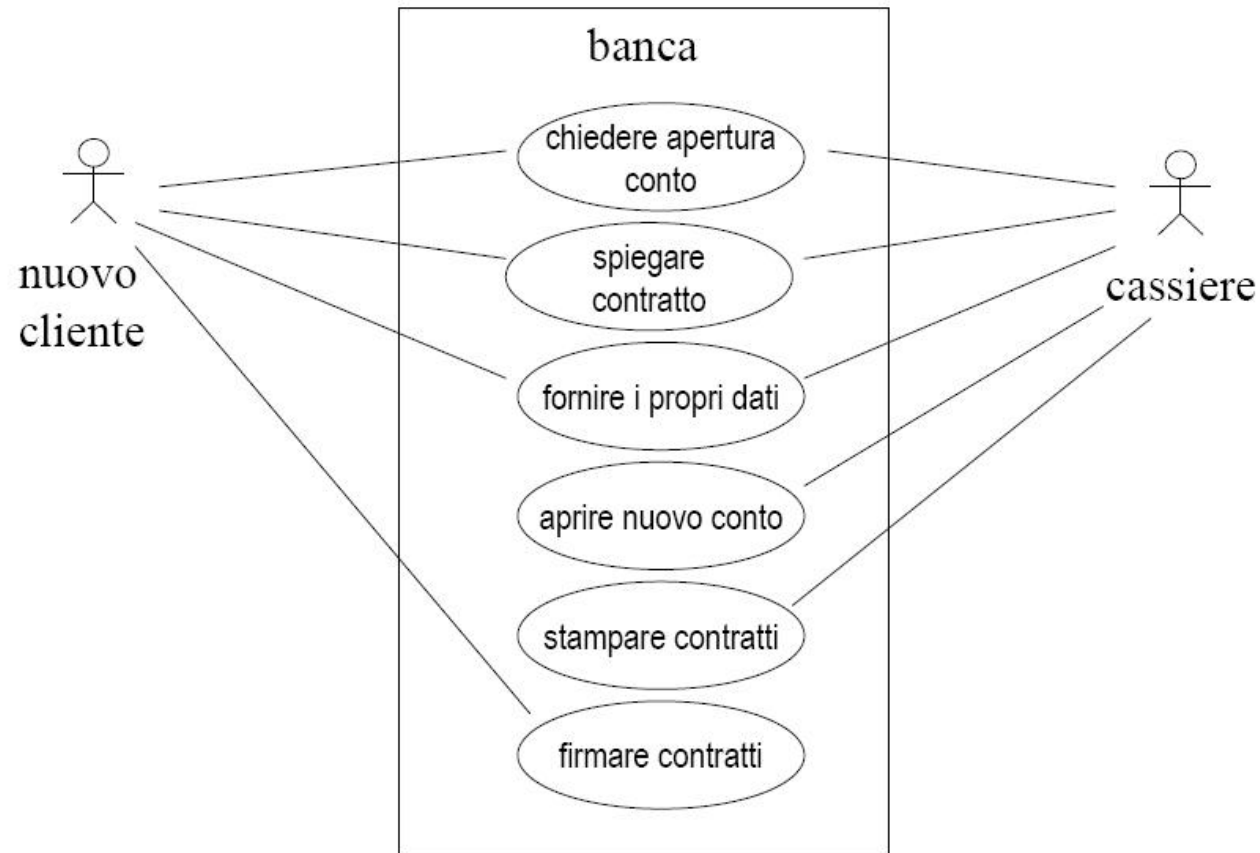 banca
chiedere apertura
conto
nuovo
cliente
spiegare
contratto
cassiere
fornire i propri dati
aprire nuovo conto
stampare contratti
firmare contratti